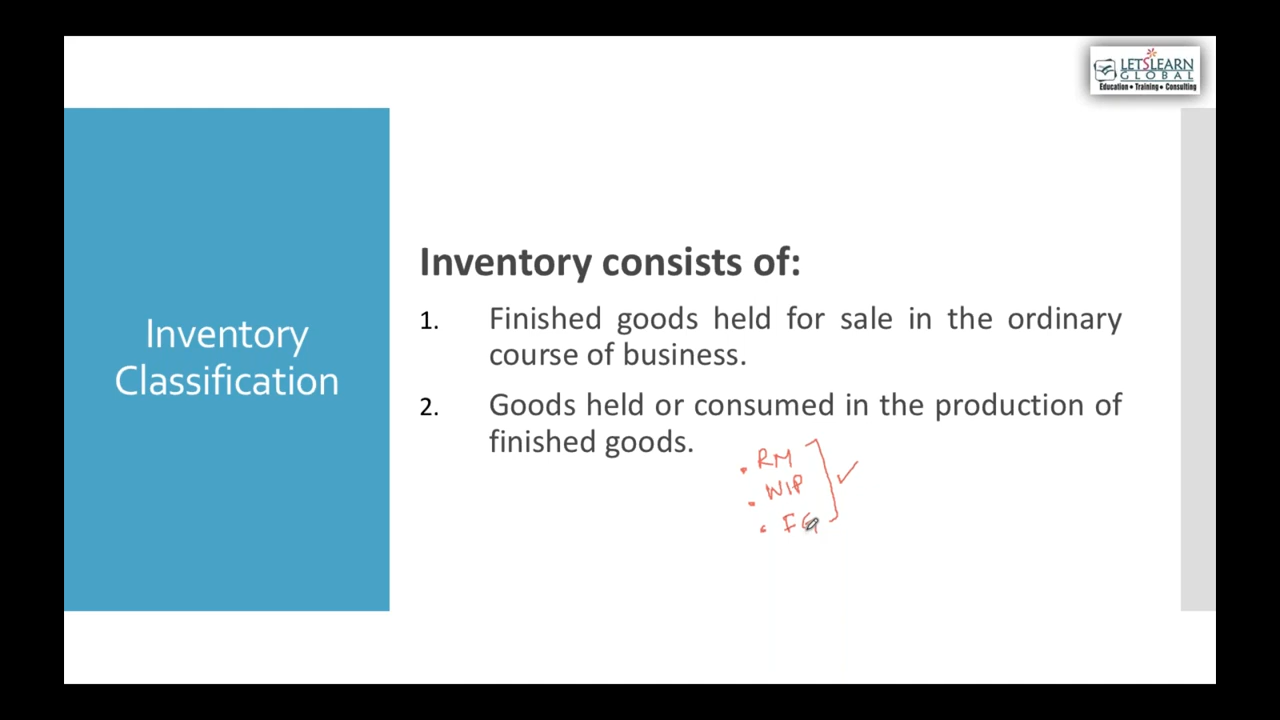 LETSLEARN
GLOBAL
Education • Training • Consulting
Inventory
Classification
Inventory consists of:
1. Finished goods held for sale in the ordinary
course of business.
2. Goods held or consumed in the production of
finished goods.
• RM
• WIP
• FG